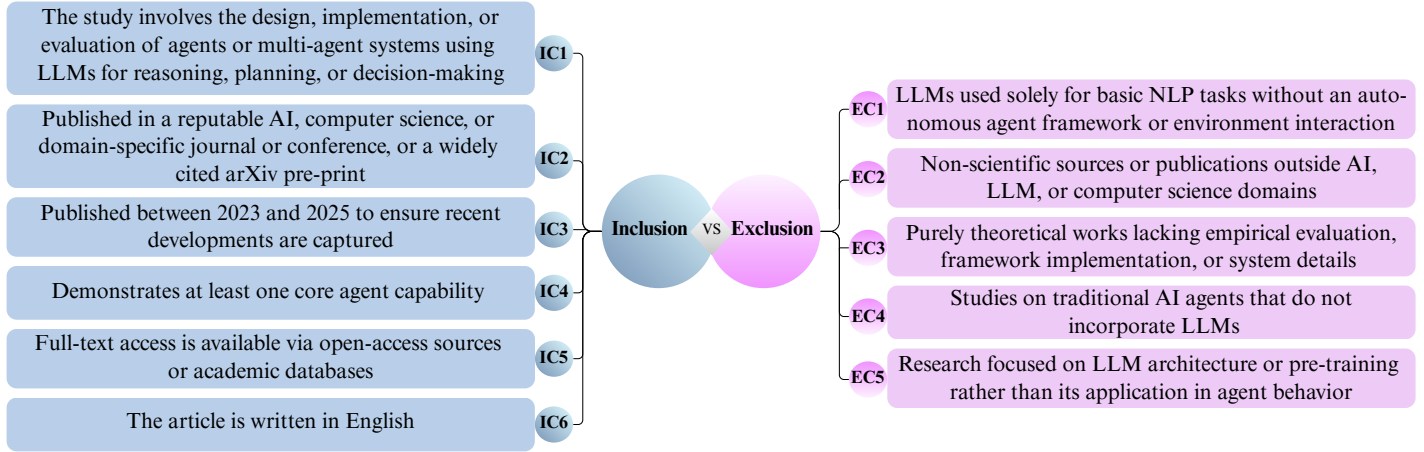 The study involves the design, implementation, or
evaluation of agents or multi-agent systems using
LLMs for reasoning, planning, or decision-making
IC1
Published in a reputable AI, computer science, or
domain-specific journal or conference, or a widely
cited arXiv pre-print
IC2
Published between 2023 and 2025 to ensure recent
developments are captured
IC3
Demonstrates at least one core agent capability
IC4
Full-text access is available via open-access sources
or academic databases
IC5
The article is written in English
IC6
Inclusion
VS
Exclusion
EC1
LLMs used solely for basic NLP tasks without an auto-
nomous agent framework or environment interaction
EC2
Non-scientific sources or publications outside AI,
LLM, or computer science domains
EC3
Purely theoretical works lacking empirical evaluation,
framework implementation, or system details
EC4
Studies on traditional AI agents that do not
incorporate LLMs
EC5
Research focused on LLM architecture or pre-training
rather than its application in agent behavior